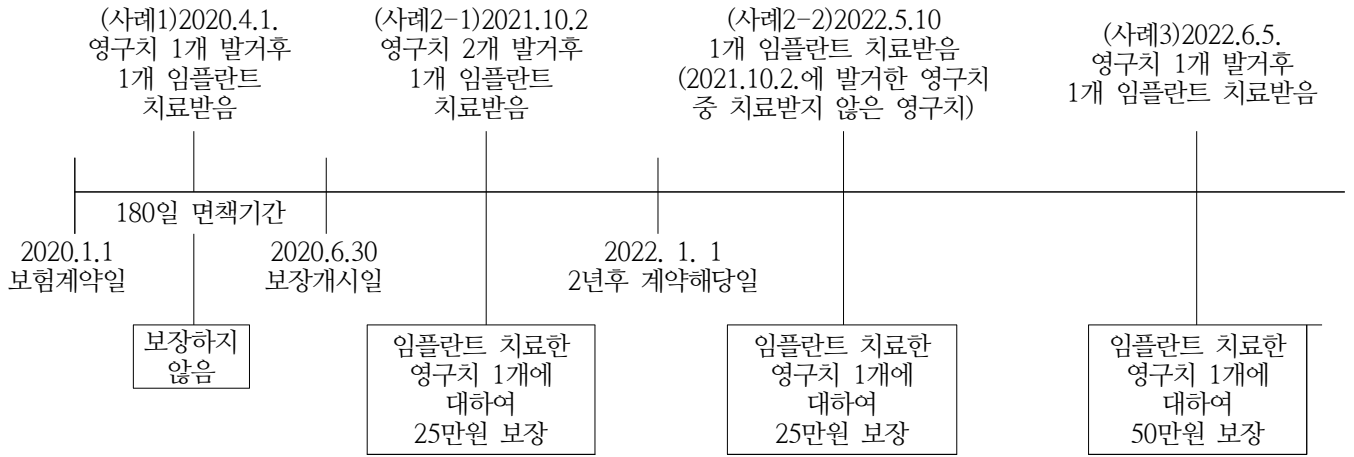 (사례1)2020.4.1.
영구치 1개 발거후
1개 임플란트
치료받음
(사례2-1)2021.10.2
영구치 2개 발거후
1개 임플란트
치료받음
(사례2-2)2022.5.10
1개 임플란트 치료받음
(2021.10.2.에 발거한 영구치
중 치료받지 않은 영구치)
(사례3)2022.6.5.
영구치 1개 발거후
1개 임플란트 치료받음
180일 면책기간
2020.1.1
보험계약일
2020.6.30
보장개시일
2022. 1. 1
2년후 계약해당일
보장하지
않음
임플란트 치료한
영구치 1개에
대하여
25만원 보장
임플란트 치료한
영구치 1개에
대하여
25만원 보장
임플란트 치료한
영구치 1개에
대하여
50만원 보장